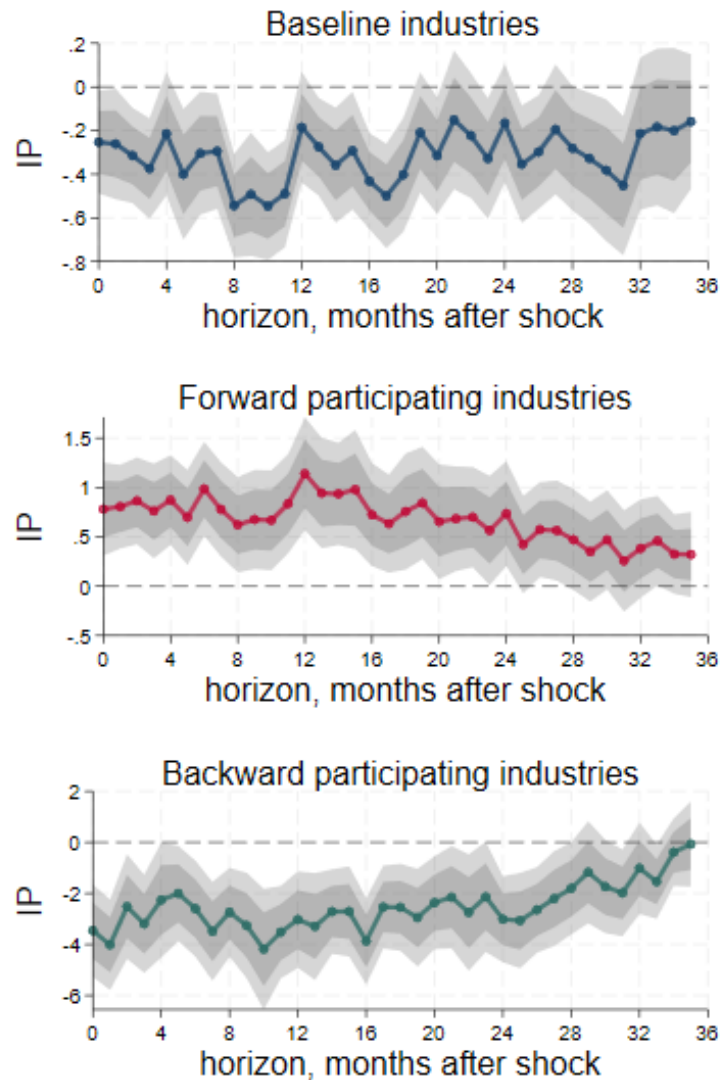 Baseline industries
.2
0
-.2
-.4
-.6
-.8
IP
0 4 8 12 16 20 24 28 32 36
horizon, months after shock
Forward participating industries
1.5
1
.5
0
-.5
IP
0 4 8 12 16 20 24 28 32 36
horizon, months after shock
Backward participating industries
2
0
-2
-4
-6
IP
0 4 8 12 16 20 24 28 32 36
horizon, months after shock